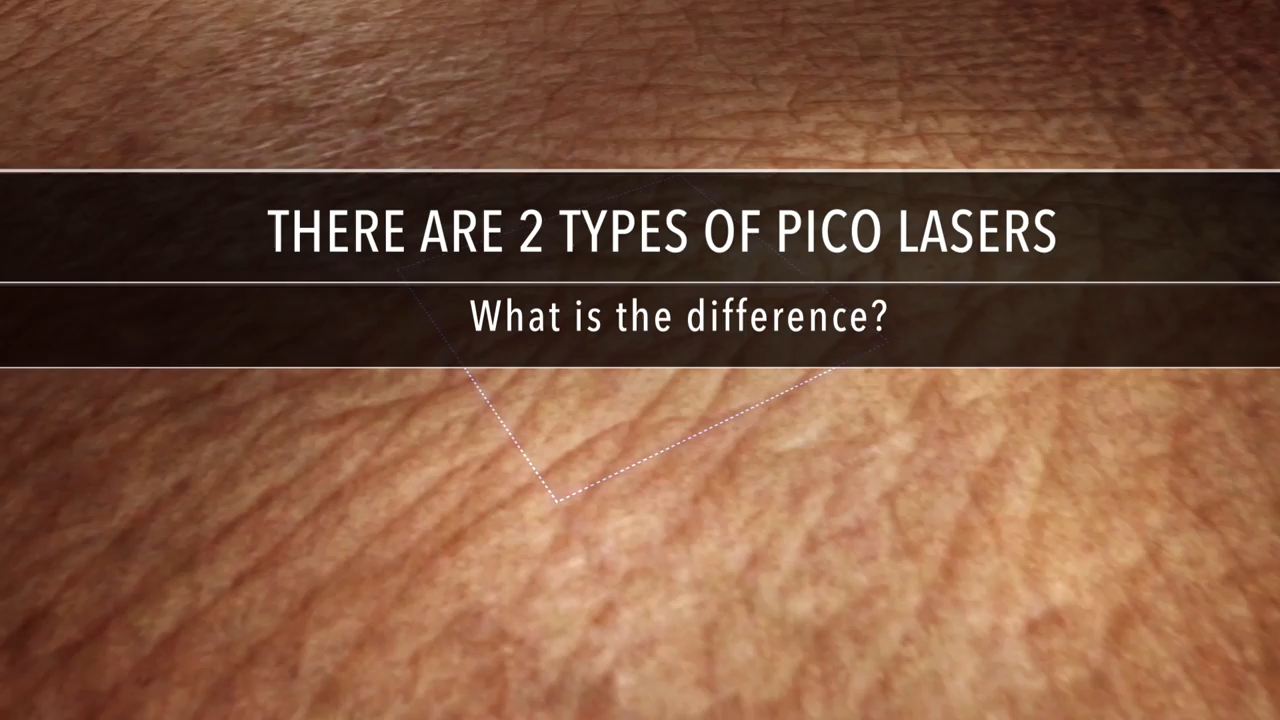 THERE ARE 2 TYPES OF PICO LASERS
What is the difference?